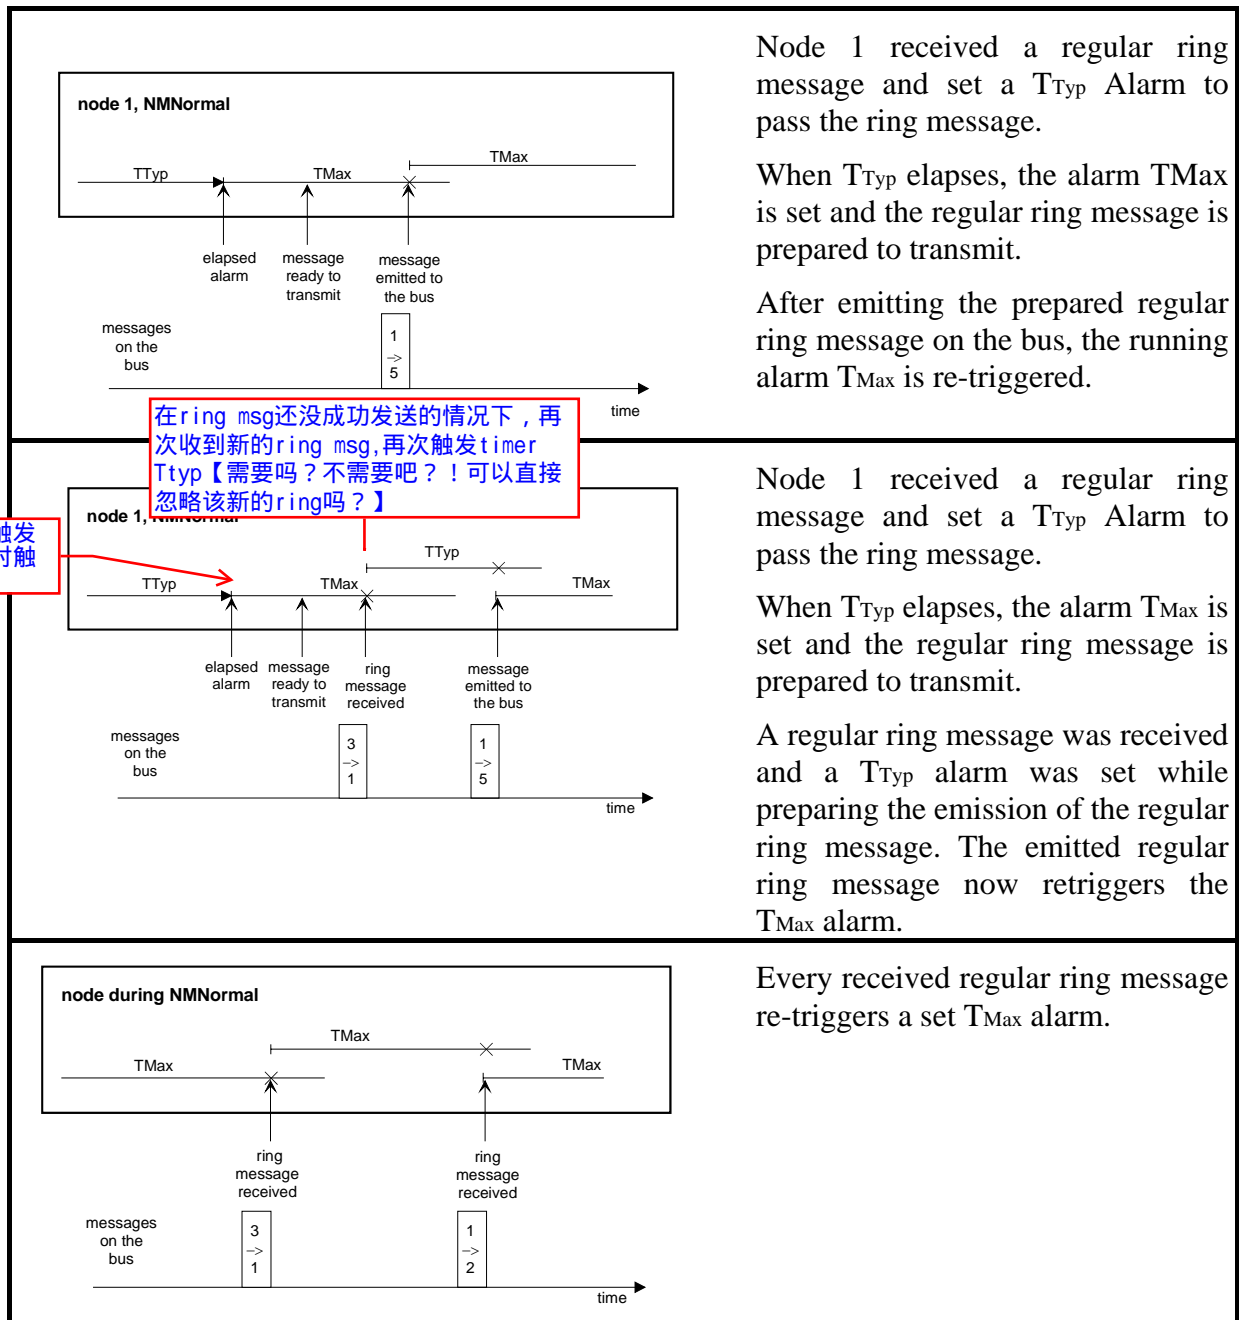 node 1, NMNormal
TTyp
TMax
TMax
elapsed
alarm
message
ready to
transmit
message
emitted to
the bus
messages
on the
bus
1
->
5
time
Node 1 received a regular ring
message and set a TTyp Alarm to
pass the ring message.
When TTyp elapses, the alarm TMax
is set and the regular ring message is
prepared to transmit.
After emitting the prepared regular
ring message on the bus, the running
alarm TMax is re-triggered.
在ring msg还没成功发送的情况下，再
次收到新的ring msg,再次触发timer
Ttyp【需要吗？不需要吧？！可以直接
忽略该新的ring吗？】
触发
时触
node 1, NMNormal
TTyp
TMax
TTyp
TMax
elapsed
alarm
message
ready to
transmit
ring
message
received
message
emitted to
the bus
messages
on the
bus
3
->
1
1
->
5
time
Node 1 received a regular ring
message and set a TTyp Alarm to
pass the ring message.
When TTyp elapses, the alarm TMax is
set and the regular ring message is
prepared to transmit.
A regular ring message was received
and a TTyp alarm was set while
preparing the emission of the regular
ring message. The emitted regular
ring message now retriggers the
TMax alarm.
node during NMNormal
TMax
TMax
TMax
ring
message
received
ring
message
received
messages
on the
bus
3
->
1
1
->
2
time
Every received regular ring message
re-triggers a set TMax alarm.